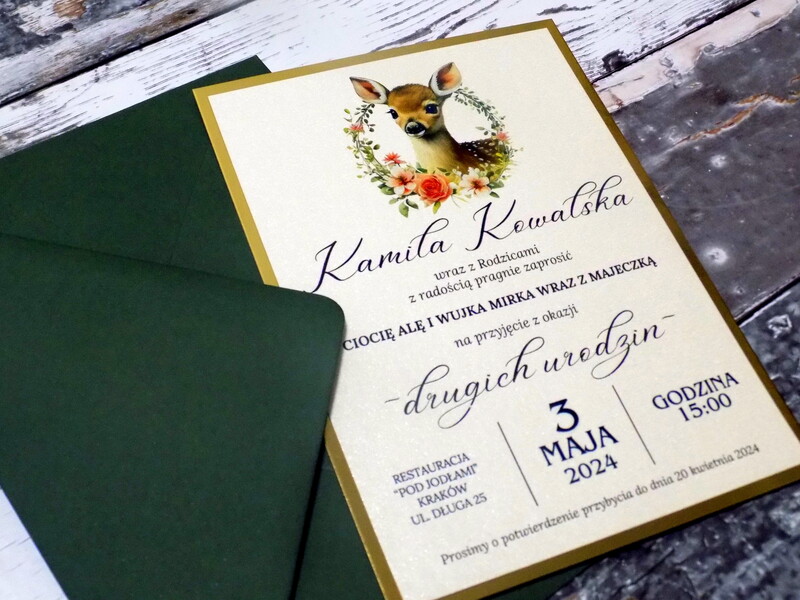 Kamila Kowalska
wraz z Rodzicami
z radością pragnie zaprosić
CIOCIĘ ALĘ I WUJKA MIRKA WRAZ Z MAJECZKĄ
na przyjęcie z okazji
~drugich urodzin~
RESTAURACJA
"POD JODŁAMI"
KRAKÓW
UL. DŁUGA 25
3
MAJA
2024
GODZINA
15:00
Prosimy o potwierdzenie przybycia do dnia 20 kwietnia 2024